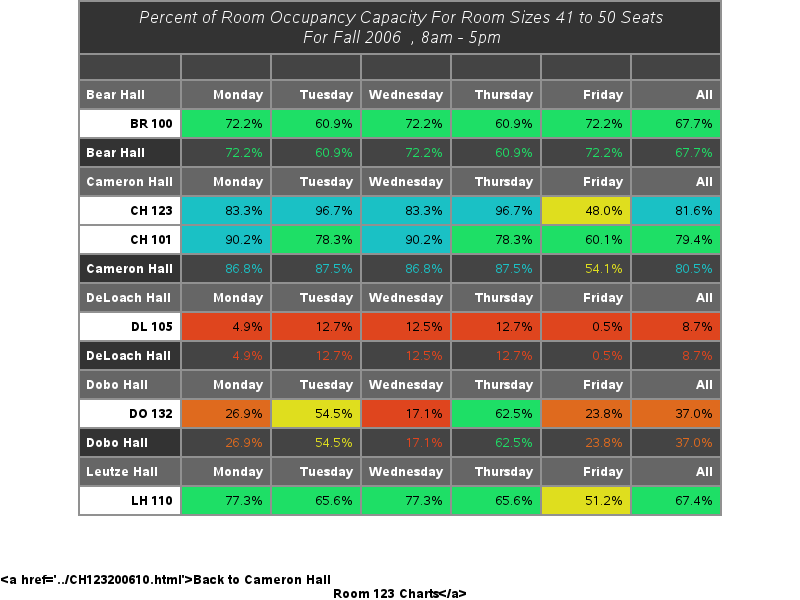 Percent of Room Occupancy Capacity For Room Sizes 41 to 50 Seats
For Fall 2006 , 8am - 5pm
Bear Hall Monday Tuesday Wednesday Thursday Friday All
BR 100 72.2% 60.9% 72.2% 60.9% 72.2% 67.7%
Bear Hall 72.2% 60.9% 72.2% 60.9% 72.2% 67.7%
Cameron Hall Monday Tuesday Wednesday Thursday Friday All
CH 123 83.3% 96.7% 83.3% 96.7% 48.0% 81.6%
CH 101 90.2% 78.3% 90.2% 78.3% 60.1% 79.4%
Cameron Hall 86.8% 87.5% 86.8% 87.5% 54.1% 80.5%
DeLoach Hall Monday Tuesday Wednesday Thursday Friday All
DL 105 4.9% 12.7% 12.5% 12.7% 0.5% 8.7%
DeLoach Hall 4.9% 12.7% 12.5% 12.7% 0.5% 8.7%
Dobo Hall Monday Tuesday Wednesday Thursday Friday All
DO 132 26.9% 54.5% 17.1% 62.5% 23.8% 37.0%
Dobo Hall 26.9% 54.5% 17.1% 62.5% 23.8% 37.0%
Leutze Hall Monday Tuesday Wednesday Thursday Friday All
LH 110 77.3% 65.6% 77.3% 65.6% 51.2% 67.4%
<a href='../CH123200610.html'>Back to Cameron Hall
Room 123 Charts</a>